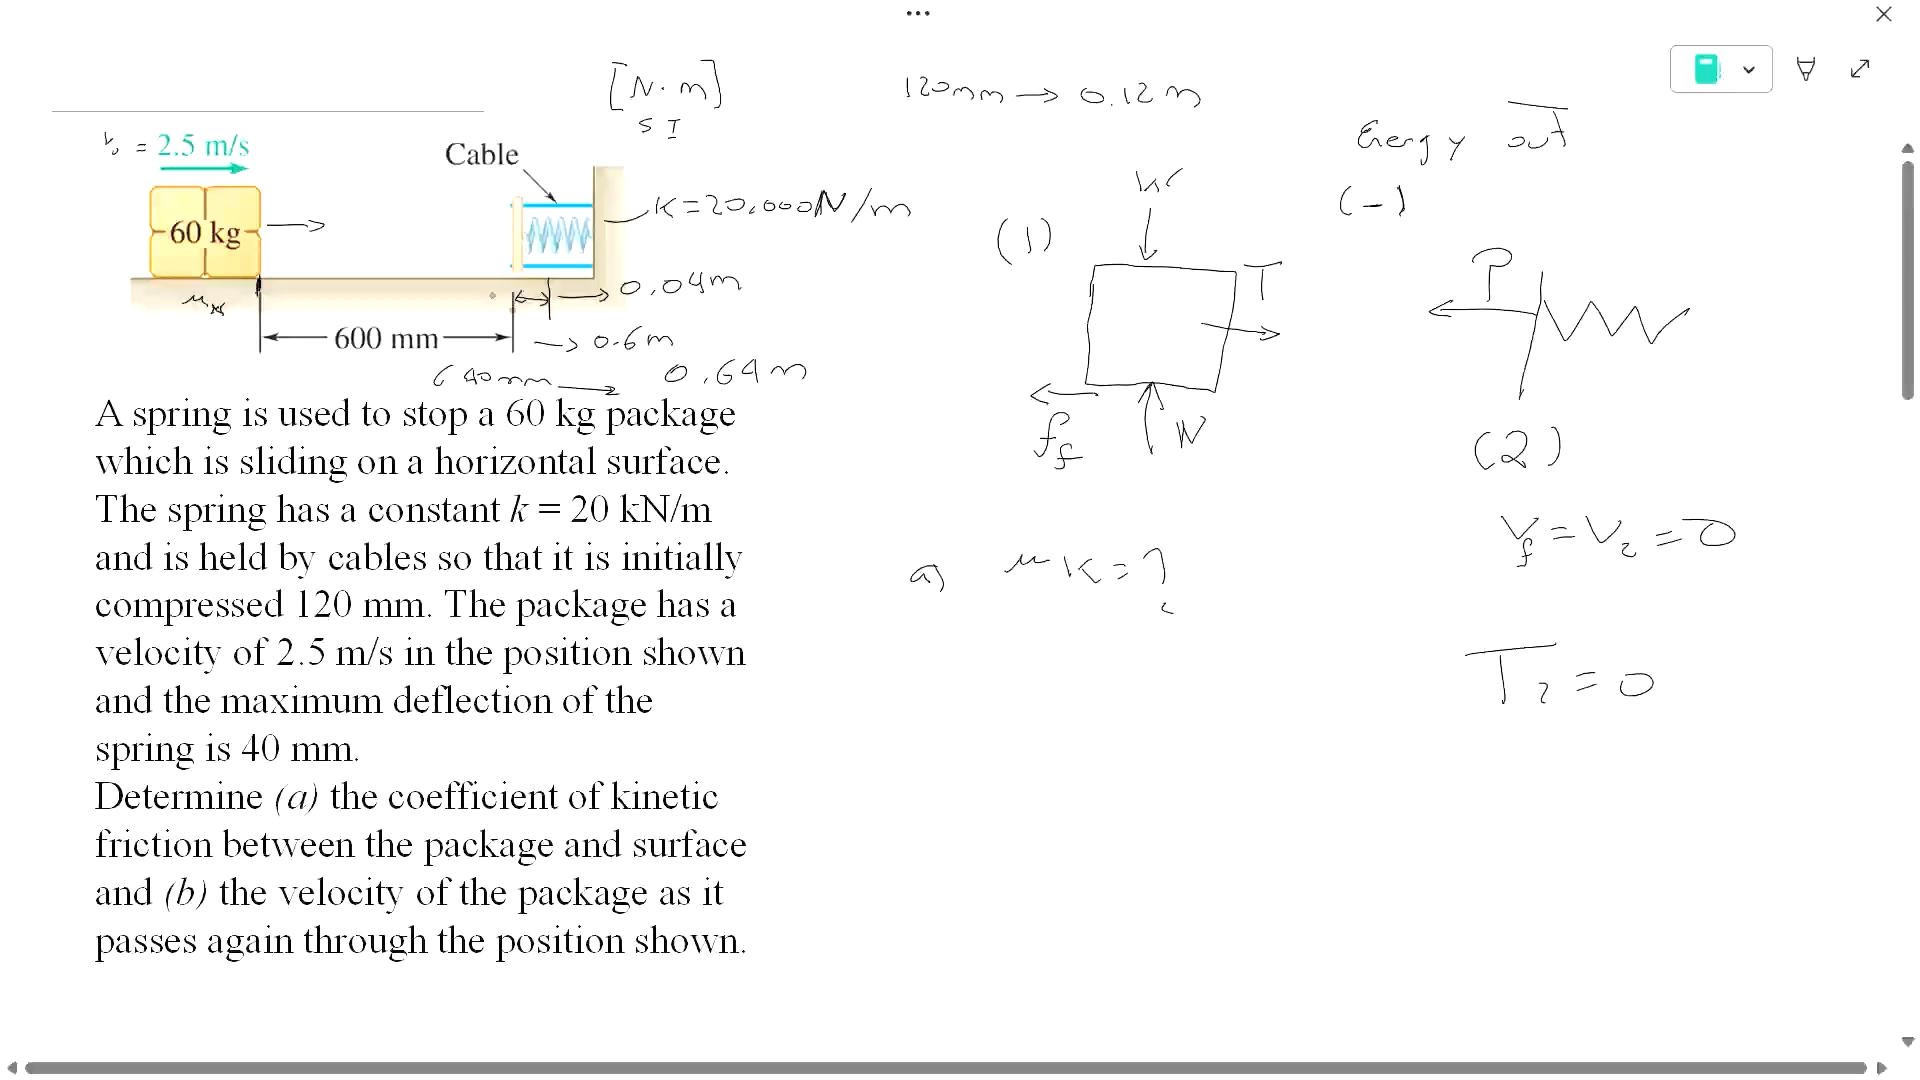 [N·m]
SI
120mm → 0.12m
Energy out
(-)
V₀ = 2.5 m/s
Cable
60 kg
K=20,000N/m
μK
0.04m
600 mm
→ 0.6m
640mm → 0.64m
(1)
T
Ff
N
P
(2)
Vf = V2 = 0
T2 = 0
a) μK = ?
A spring is used to stop a 60 kg package
which is sliding on a horizontal surface.
The spring has a constant k = 20 kN/m
and is held by cables so that it is initially
compressed 120 mm. The package has a
velocity of 2.5 m/s in the position shown
and the maximum deflection of the
spring is 40 mm.
Determine (a) the coefficient of kinetic
friction between the package and surface
and (b) the velocity of the package as it
passes again through the position shown.